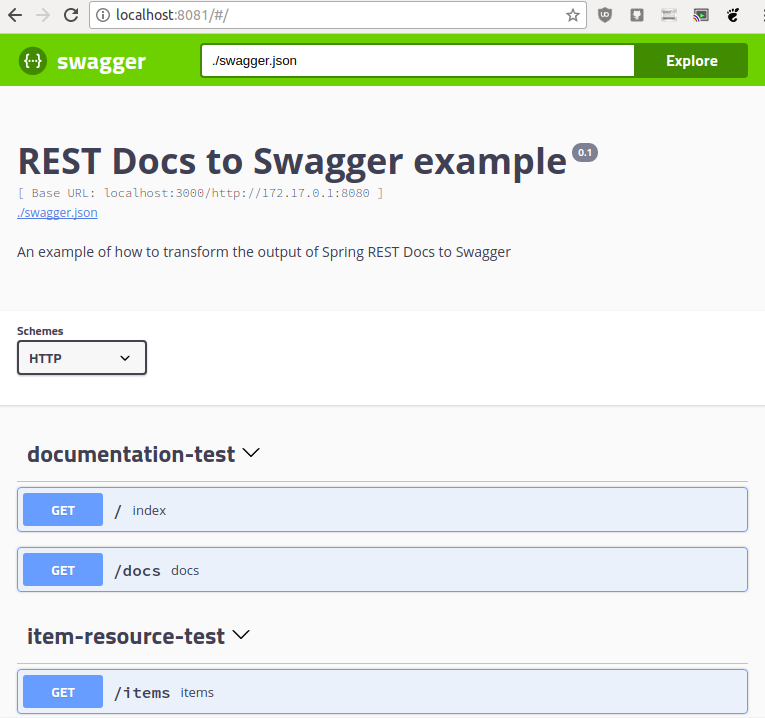 localhost:8081/#/
swagger
./swagger.json
Explore
REST Docs to Swagger example 0.1
[ Base URL: localhost:3000/http://172.17.0.1:8080 ]
./swagger.json
An example of how to transform the output of Spring REST Docs to Swagger
Schemes
HTTP
documentation-test
GET / index
GET /docs docs
item-resource-test
GET /items items